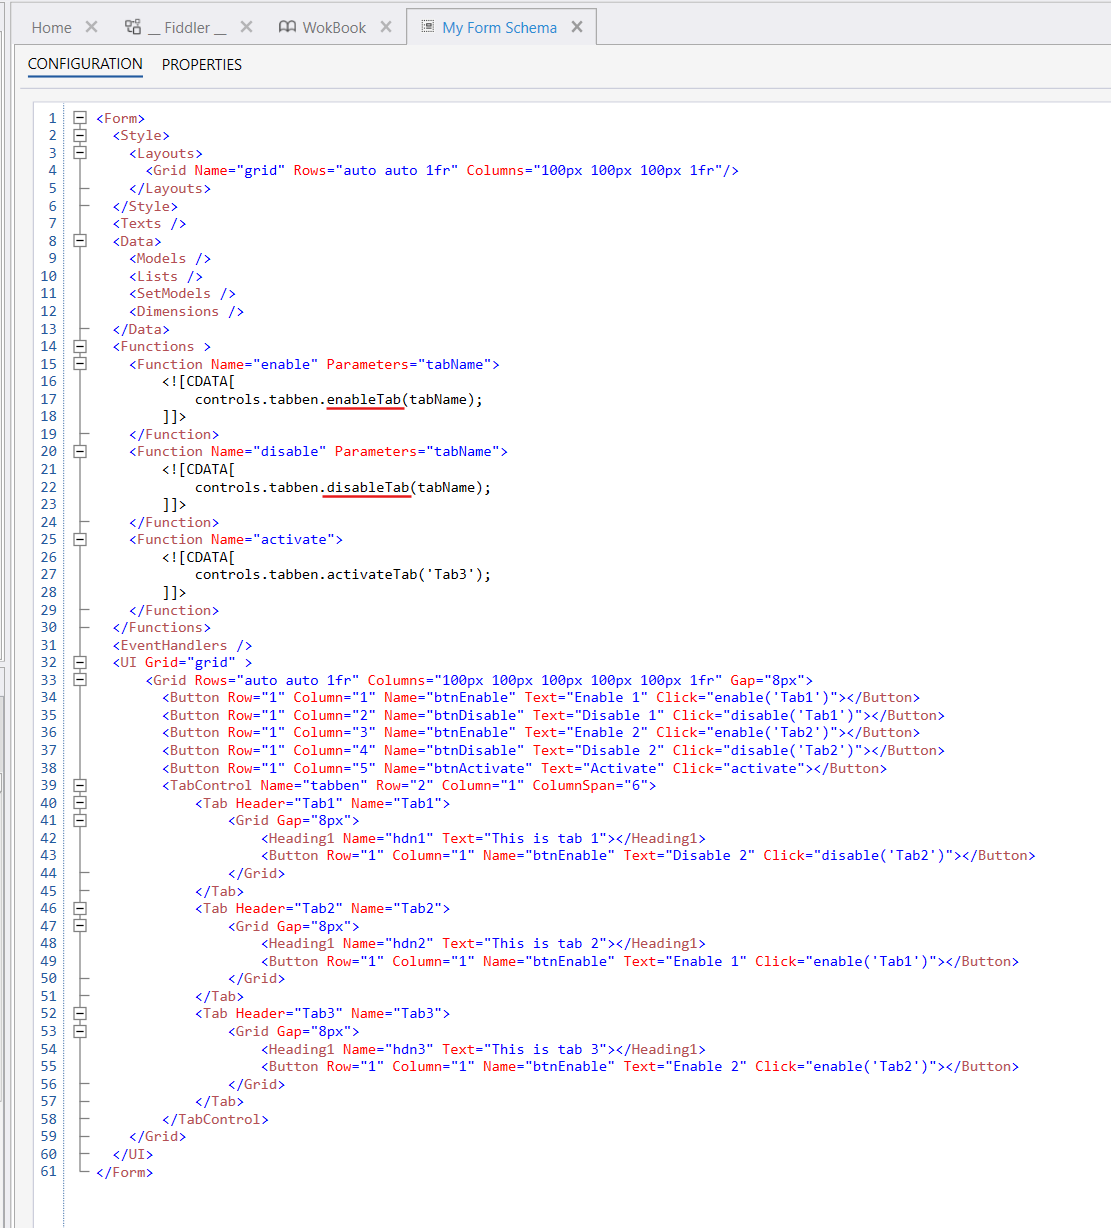 Home
__ Fiddler __
WokBook
My Form Schema
CONFIGURATION PROPERTIES
1 <Form>
2 <Style>
3 <Layouts>
4 <Grid Name="grid" Rows="auto auto 1fr" Columns="100px 100px 100px 1fr"/>
5 </Layouts>
6 </Style>
7 <Texts />
8 <Data>
9 <Models />
10 <Lists />
11 <SetModels />
12 <Dimensions />
13 </Data>
14 <Functions >
15 <Function Name="enable" Parameters="tabName">
16 <![CDATA[
17 controls.tabben.enableTab(tabName);
18 ]]>
19 </Function>
20 <Function Name="disable" Parameters="tabName">
21 <![CDATA[
22 controls.tabben.disableTab(tabName);
23 ]]>
24 </Function>
25 <Function Name="activate">
26 <![CDATA[
27 controls.tabben.activateTab('Tab3');
28 ]]>
29 </Function>
30 </Functions>
31 <EventHandlers />
32 <UI Grid="grid" >
33 <Grid Rows="auto auto 1fr" Columns="100px 100px 100px 100px 100px 1fr" Gap="8px">
34 <Button Row="1" Column="1" Name="btnEnable" Text="Enable 1" Click="enable('Tab1')"></Button>
35 <Button Row="1" Column="2" Name="btnDisable" Text="Disable 1" Click="disable('Tab1')"></Button>
36 <Button Row="1" Column="3" Name="btnEnable" Text="Enable 2" Click="enable('Tab2')"></Button>
37 <Button Row="1" Column="4" Name="btnDisable" Text="Disable 2" Click="disable('Tab2')"></Button>
38 <Button Row="1" Column="5" Name="btnActivate" Text="Activate" Click="activate"></Button>
39 <TabControl Name="tabben" Row="2" Column="1" ColumnSpan="6">
40 <Tab Header="Tab1" Name="Tab1">
41 <Grid Gap="8px">
42 <Heading1 Name="hdn1" Text="This is tab 1"></Heading1>
43 <Button Row="1" Column="1" Name="btnEnable" Text="Disable 2" Click="disable('Tab2')"></Button>
44 </Grid>
45 </Tab>
46 <Tab Header="Tab2" Name="Tab2">
47 <Grid Gap="8px">
48 <Heading1 Name="hdn2" Text="This is tab 2"></Heading1>
49 <Button Row="1" Column="1" Name="btnEnable" Text="Enable 1" Click="enable('Tab1')"></Button>
50 </Grid>
51 </Tab>
52 <Tab Header="Tab3" Name="Tab3">
53 <Grid Gap="8px">
54 <Heading1 Name="hdn3" Text="This is tab 3"></Heading1>
55 <Button Row="1" Column="1" Name="btnEnable" Text="Enable 2" Click="enable('Tab2')"></Button>
56 </Grid>
57 </Tab>
58 </TabControl>
59 </Grid>
60 </UI>
61 </Form>